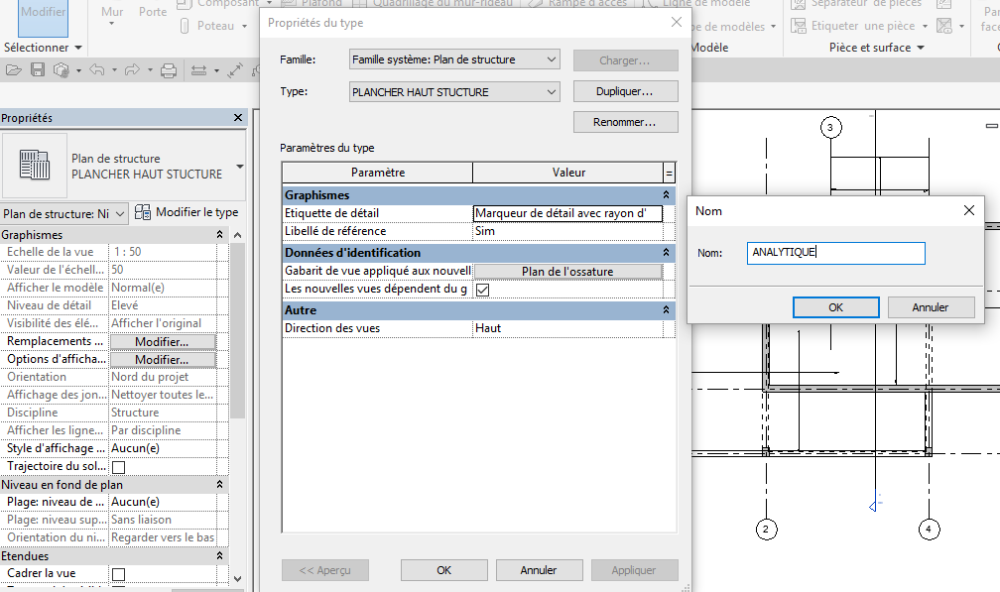 Modifier
Mur
Porte
Composant
Poteau
Plafond
Quadrillage du mur-rideau
Rampe d'accès
Ligne de modèle
pe de modèles
Séparateur de pièces
Etiqueter une pièce
Par
face
Sélectionner
Modèle
Pièce et surface
Propriétés
Plan de structure
PLANCHER HAUT STUCTURE
Plan de structure: Ni
Modifier le type
Graphismes
Echelle de la vue 1 : 50
Valeur de l'échell... 50
Afficher le modèle Normal(e)
Niveau de détail Elevé
Visibilité des élé... Afficher l'original
Remplacements ... Modifier...
Options d'afficha... Modifier...
Orientation Nord du projet
Affichage des jon... Nettoyer toutes le...
Discipline Structure
Afficher les ligne... Par discipline
Style d'affichage ... Aucun(e)
Trajectoire du sol...
Niveau en fond de plan
Plage: niveau de ... Aucun(e)
Plage: niveau sup... Sans liaison
Orientation du ni... Regarder vers le bas
Etendues
Cadrer la vue
Propriétés du type
Famille: Famille système: Plan de structure Charger...
Type: PLANCHER HAUT STUCTURE Dupliquer...
Renommer...
Paramètres du type
Paramètre Valeur =
Graphismes
Etiquette de détail Marqueur de détail avec rayon d'
Libellé de référence Sim
Données d'identification
Gabarit de vue appliqué aux nouvell Plan de l'ossature
Les nouvelles vues dépendent du g
Autre
Direction des vues Haut
<< Aperçu OK Annuler Appliquer
3
Nom
Nom: ANALYTIQUE
OK Annuler
2
4